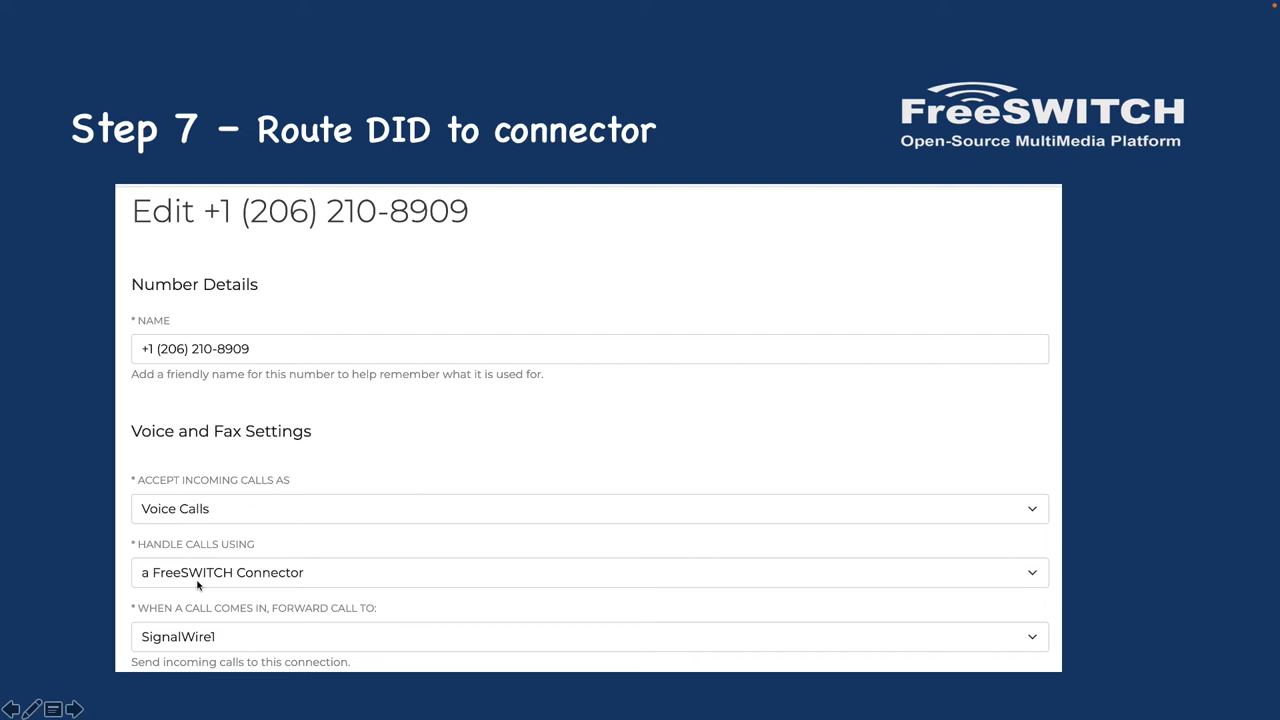 Step 7 - Route DID to connector
FreeSWITCH
Open-Source MultiMedia Platform
Edit +1 (206) 210-8909
Number Details
* NAME
+1 (206) 210-8909
Add a friendly name for this number to help remember what it is used for.
Voice and Fax Settings
* ACCEPT INCOMING CALLS AS
Voice Calls
* HANDLE CALLS USING
a FreeSWITCH Connector
* WHEN A CALL COMES IN, FORWARD CALL TO:
SignalWire1
Send incoming calls to this connection.